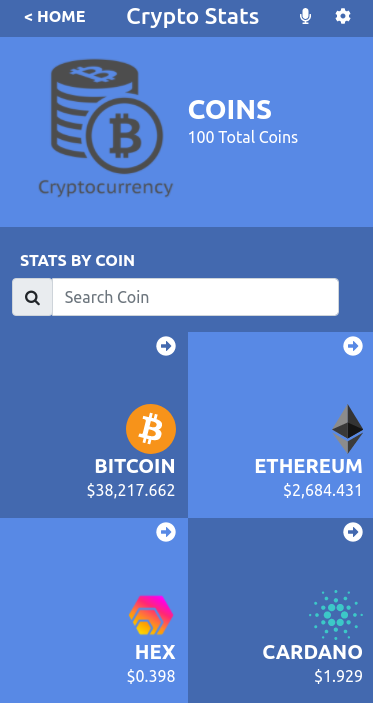 < HOME
Crypto Stats
Cryptocurrency
COINS
100 Total Coins
STATS BY COIN
Search Coin
BITCOIN
$38,217.662
ETHEREUM
$2,684.431
HEX
$0.398
CARDANO
$1.929